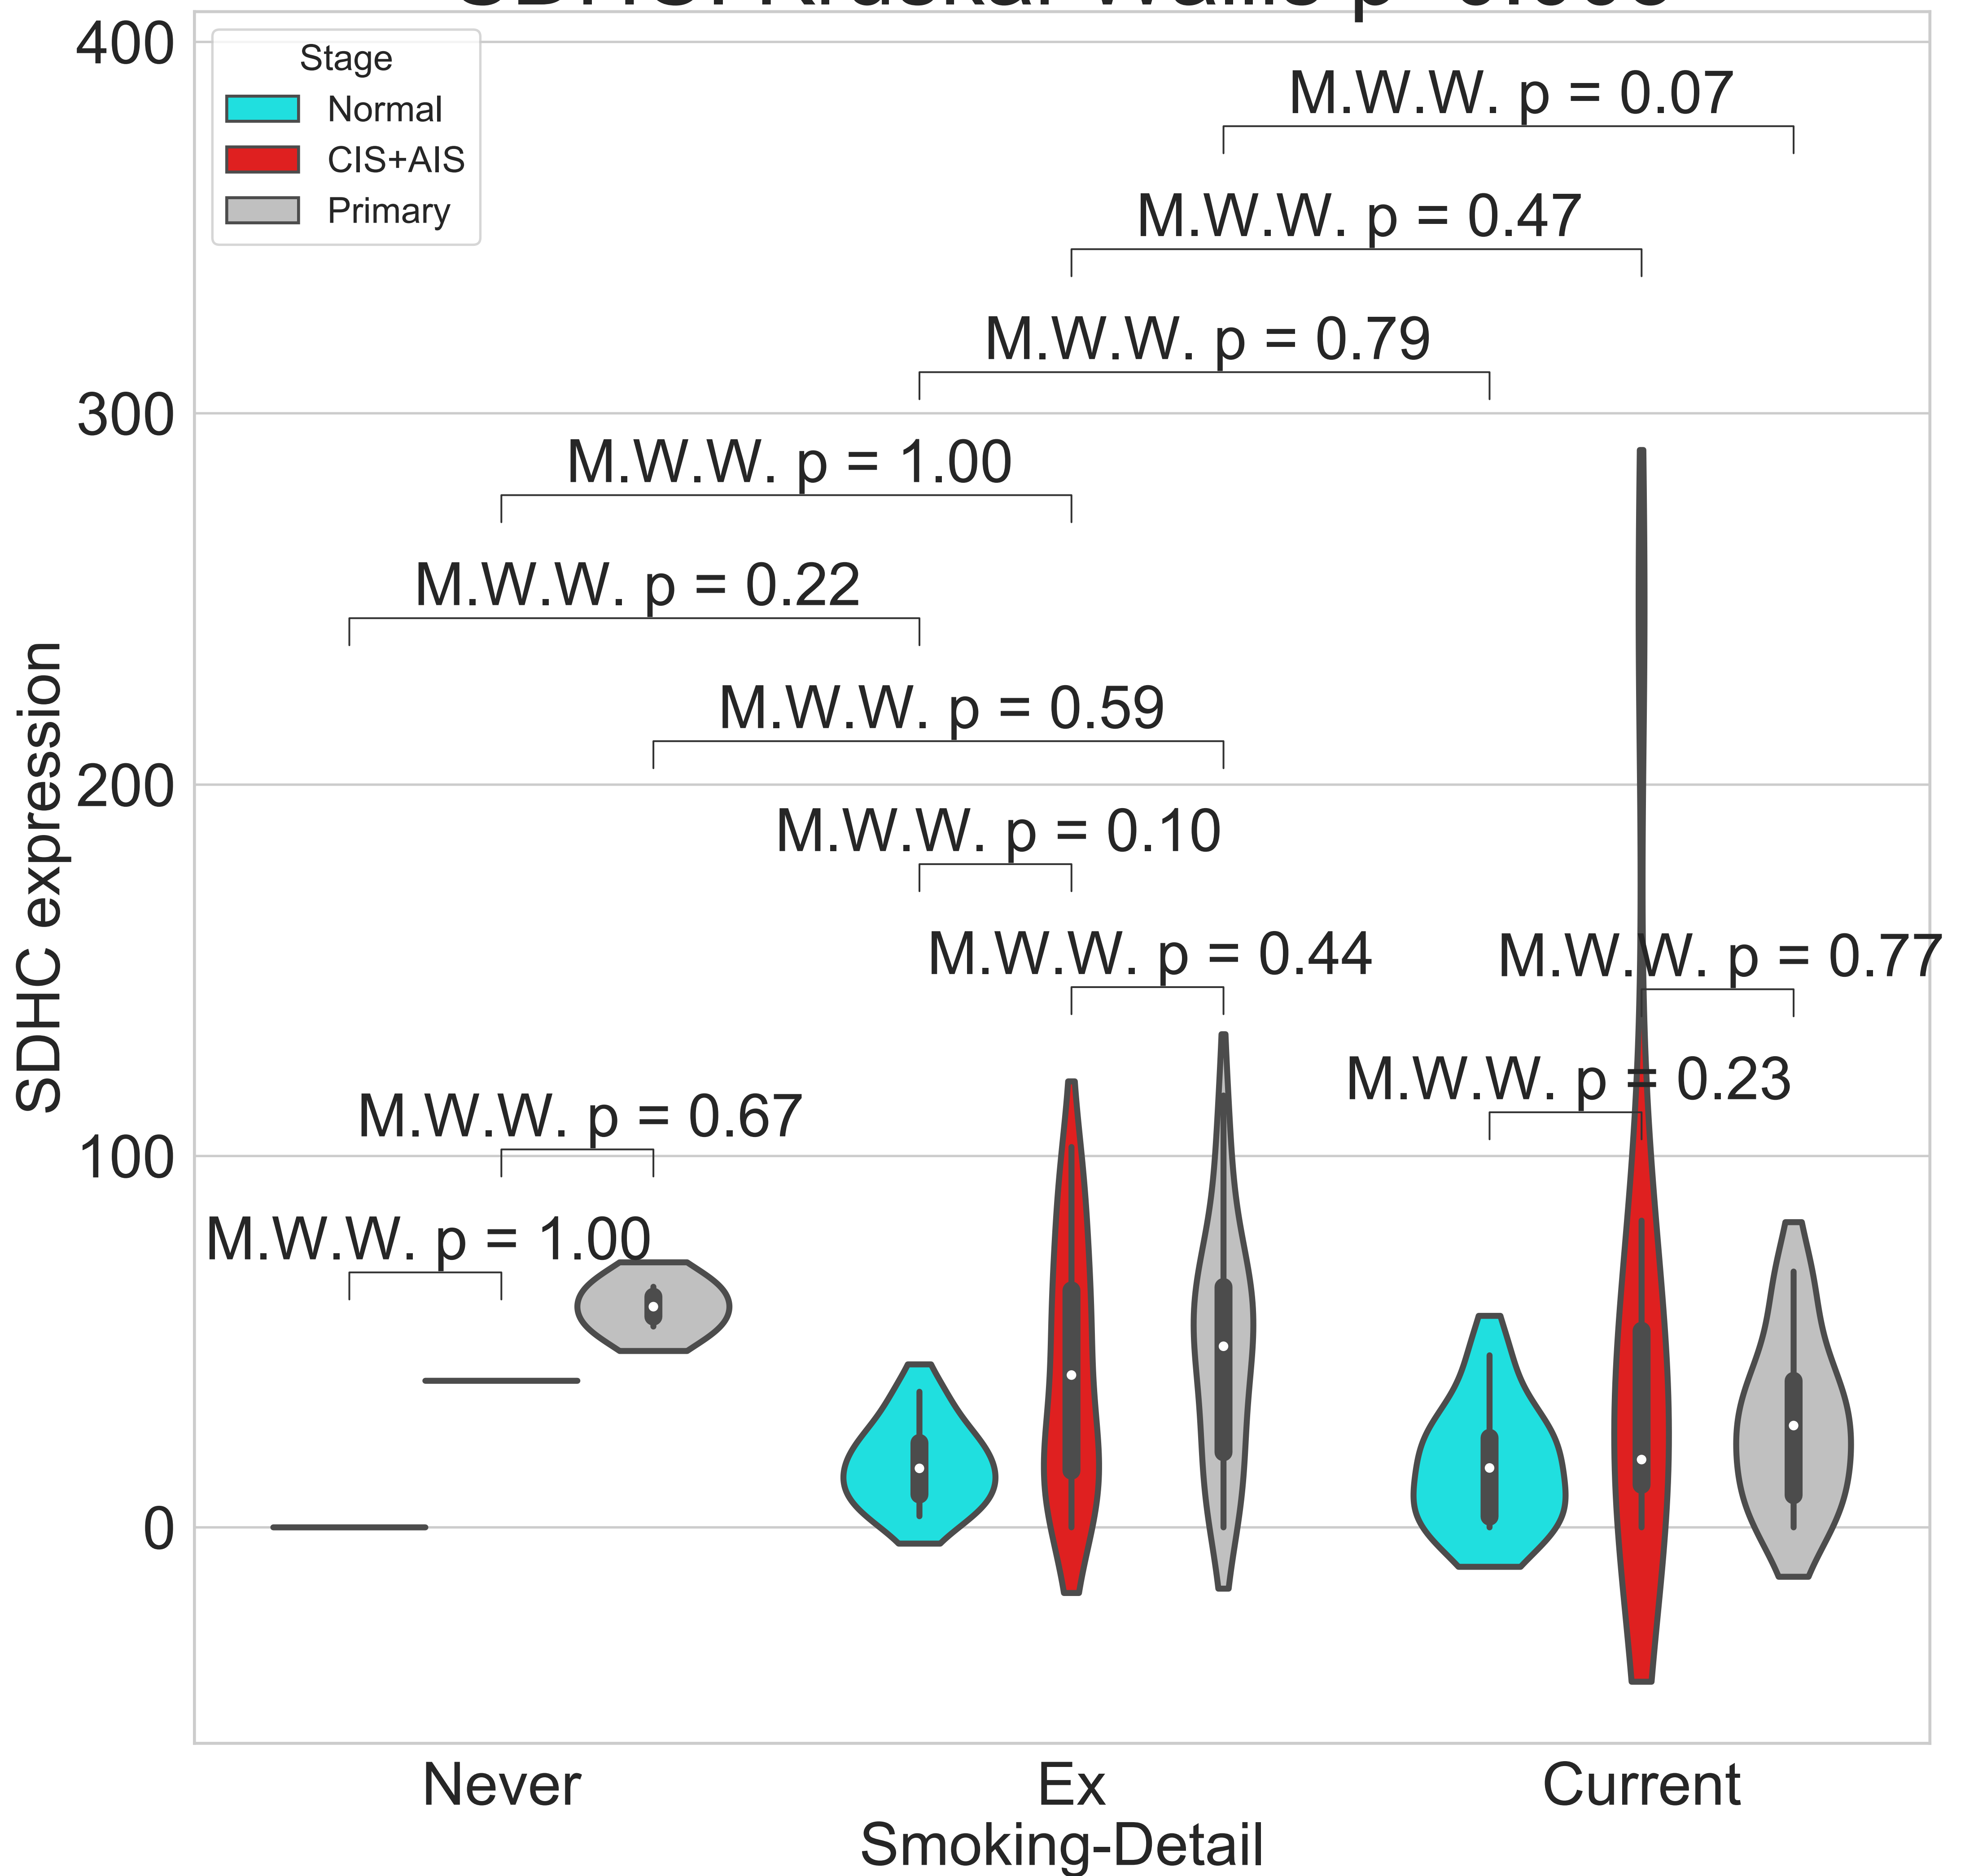 400
Stage
Normal
CIS+AIS
Primary
M.W.W. p = 0.07
M.W.W. p = 0.47
M.W.W. p = 0.79
300
M.W.W. p = 1.00
M.W.W. p = 0.22
M.W.W. p = 0.59
200
M.W.W. p = 0.10
M.W.W. p = 0.44
M.W.W. p = 0.77
M.W.W. p = 0.23
M.W.W. p = 0.67
100
M.W.W. p = 1.00
0
SDHC expression
Never
Ex
Current
Smoking-Detail